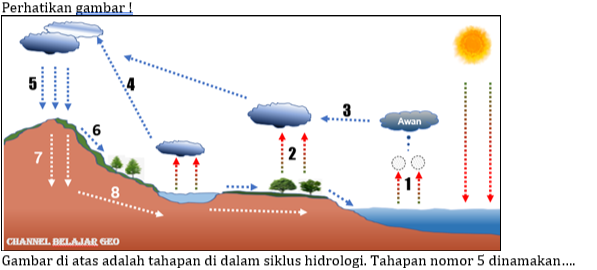 Perhatikan gambar !
5
4
3
Awan
6
2
7
1
8
CHANNEL BELAJAR GEO
Gambar di atas adalah tahapan di dalam siklus hidrologi. Tahapan nomor 5 dinamakan....